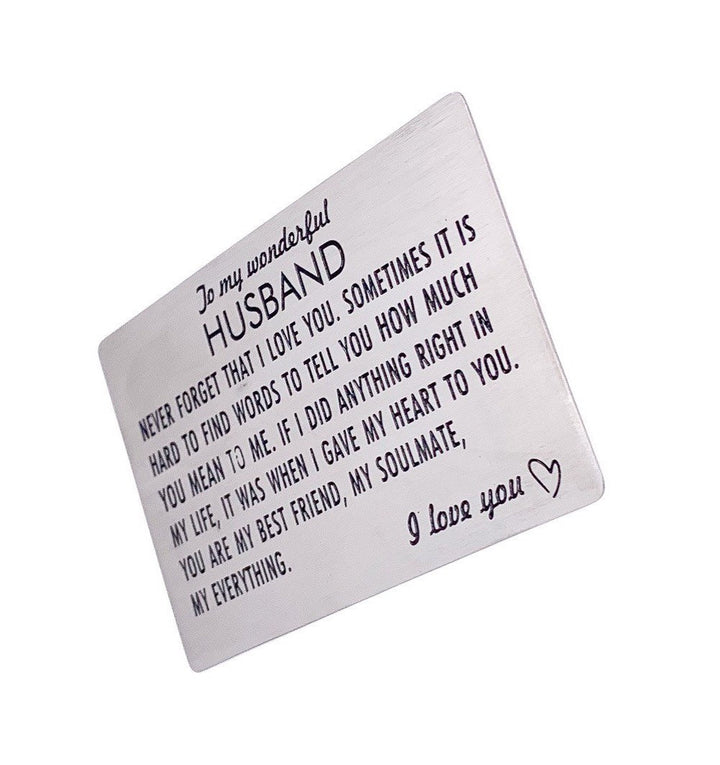 To my wonderful
HUSBAND
NEVER FORGET THAT I LOVE YOU. SOMETIMES IT IS
HARD TO FIND WORDS TO TELL YOU HOW MUCH
YOU MEAN TO ME. IF I DID ANYTHING RIGHT IN
MY LIFE, IT WAS WHEN I GAVE MY HEART TO YOU.
YOU ARE MY BEST FRIEND, MY SOULMATE,
MY EVERYTHING.
I love you ♡